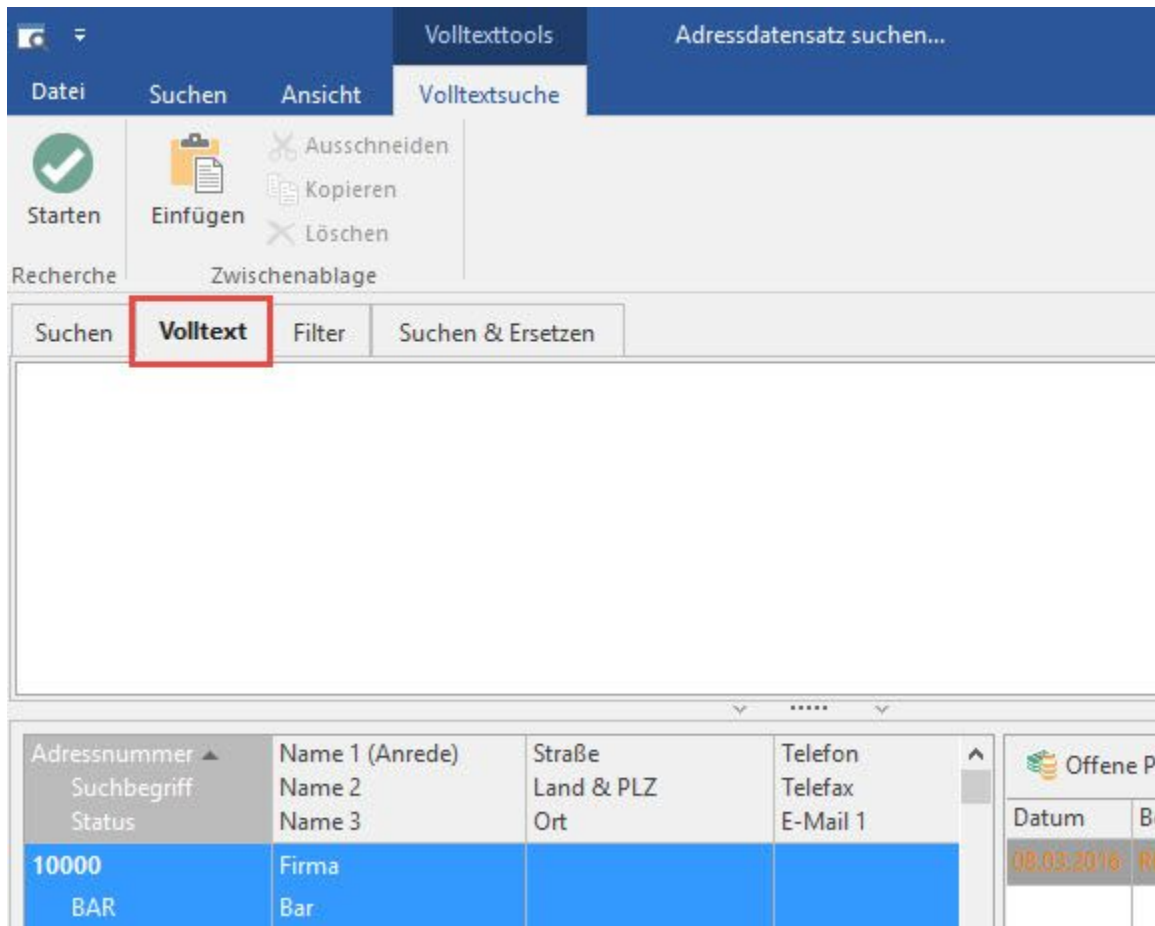 Volltexttools Adressdatensatz suchen...
Datei Suchen Ansicht Volltextsuche
Ausschneiden
Kopieren
Starten Einfügen
Löschen
Recherche Zwischenablage
Suchen Volltext Filter Suchen & Ersetzen
Adressnummer Name 1 (Anrede) Straße Telefon
Offene P
Suchbegriff Name 2 Land & PLZ Telefax
Status Name 3 Ort E-Mail 1
Datum
10000 Firma
08.03.2016
BAR Bar